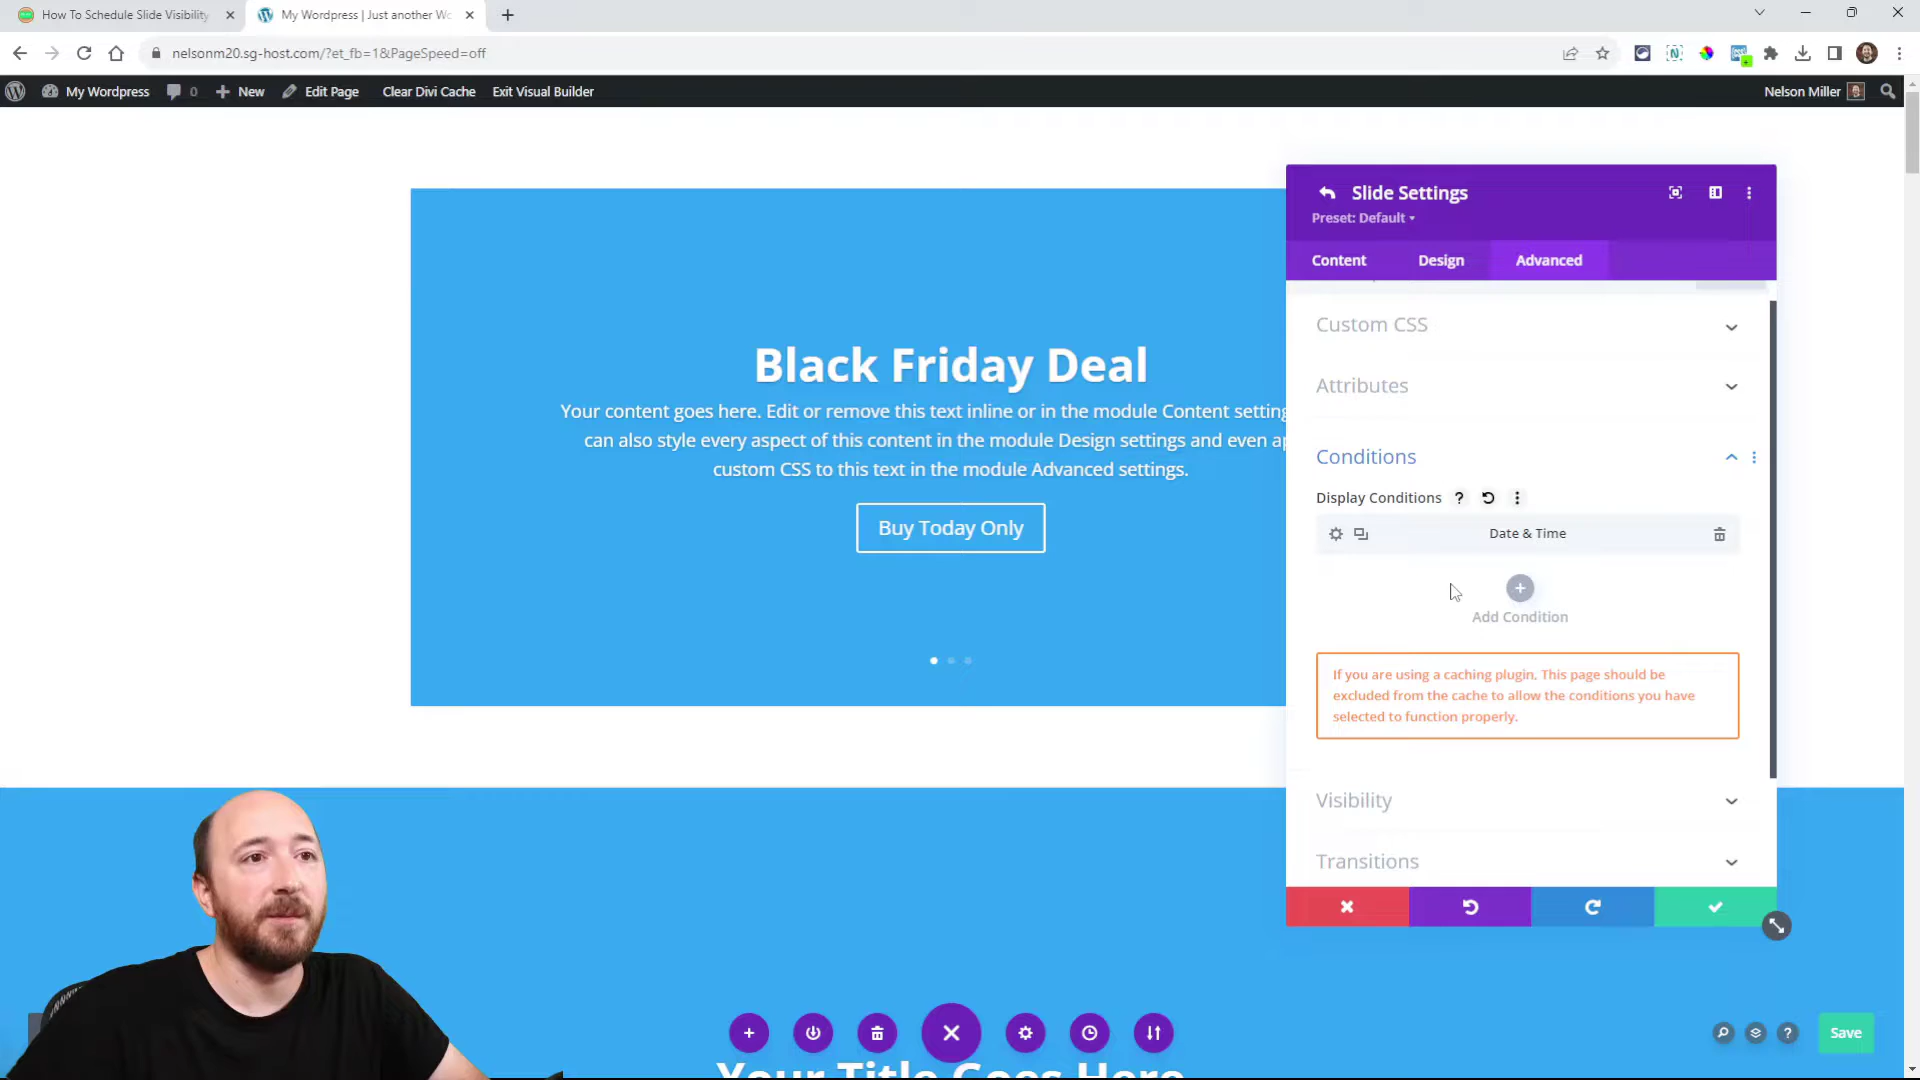 How To Schedule Slide Visibility
My Wordpress | Just another Wo
nelsonm20.sg-host.com/?et_fb=1&PageSpeed=off
My Wordpress 0 New Edit Page Clear Divi Cache Exit Visual Builder Nelson Miller
Black Friday Deal
Your content goes here. Edit or remove this text inline or in the module Content setting
can also style every aspect of this content in the module Design settings and even
custom CSS to this text in the module Advanced settings.
Buy Today Only
Slide Settings
Preset: Default
Content Design Advanced
Custom CSS
Attributes
Conditions
Display Conditions ?
Date & Time
Add Condition
If you are using a caching plugin. This page should be
excluded from the cache to allow the conditions you have
selected to function properly.
Visibility
Transitions
? Save
Your Title Goes Here